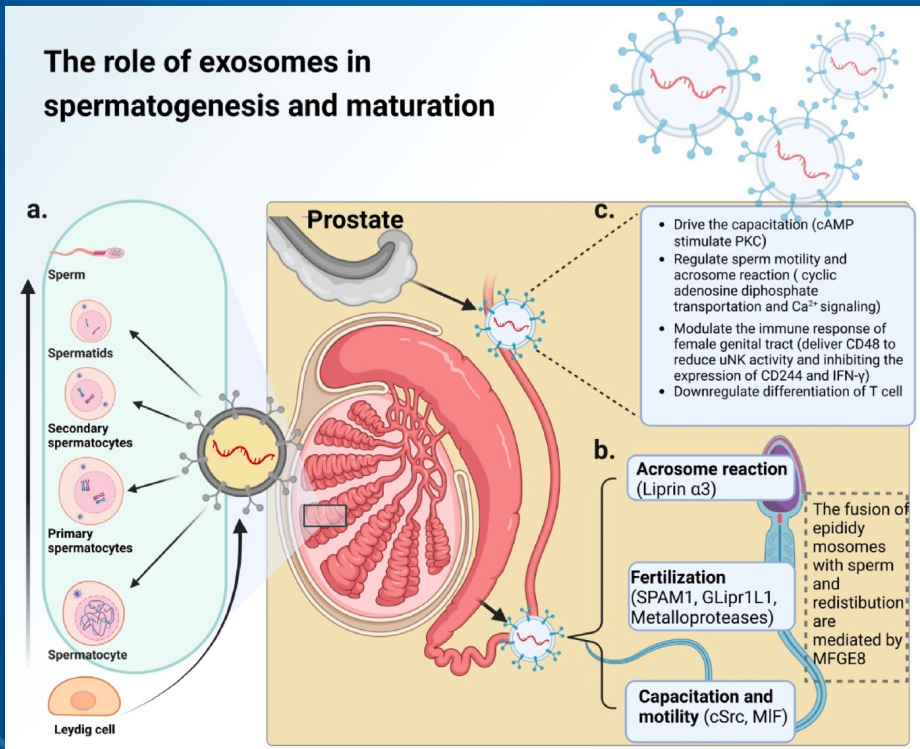 The role of exosomes in
spermatogenesis and maturation
a.
Sperm
Spermatids
Secondary
spermatocytes
Primary
spermatocytes
Spermatocyte
Leydig cell
Prostate
c.
• Drive the capacitation (cAMP
stimulate PKC)
• Regulate sperm motility and
acrosome reaction ( cyclic
adenosine diphosphate
transportation and Ca²⁺ signaling)
• Modulate the immune response of
female genital tract (deliver CD48 to
reduce uNK activity and inhibiting the
expression of CD244 and IFN-γ)
• Downregulate differentiation of T cell
b.
Acrosome reaction
(Liprin α3)
Fertilization
(SPAM1, GLipr1L1,
Metalloproteases)
Capacitation and
motility (cSrc, MIF)
The fusion of
epididy
mosomes
with sperm
and
redistibution
are
mediated by
MFGE8